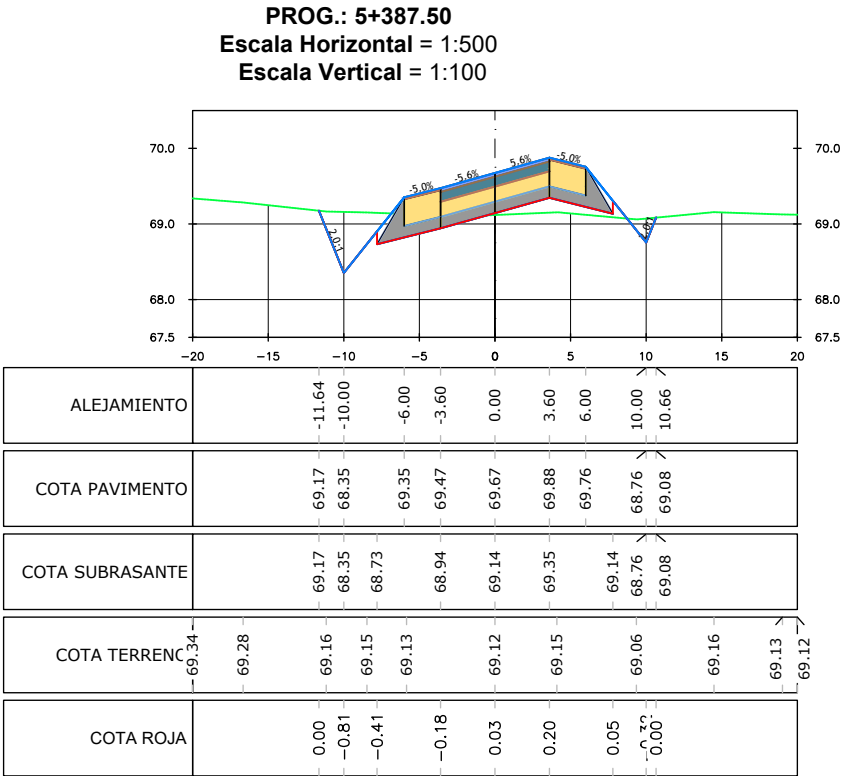 PROG.: 5+387.50
Escala Horizontal = 1:500
Escala Vertical = 1:100
70.0 70.0
-5.0% -5.6% 5.6% -5.0%
69.0 69.0
2.0:1
68.0 68.0
67.5 67.5
−20 −15 −10 −5 0 5 10 15 20
ALEJAMIENTO -11.64 -10.00 -6.00 -3.60 0.00 3.60 6.00 10.00 10.66
COTA PAVIMENTO 69.17 68.35 69.35 69.47 69.67 69.88 69.76 68.76 69.08
COTA SUBRASANTE 69.17 68.35 68.73 68.94 69.14 69.35 69.14 68.76 69.08
COTA TERRENO 69.34 69.28 69.16 69.15 69.13 69.12 69.15 69.06 69.16 69.13 69.12
COTA ROJA 0.00 −0.81 −0.41 −0.18 0.03 0.20 0.05 0.00